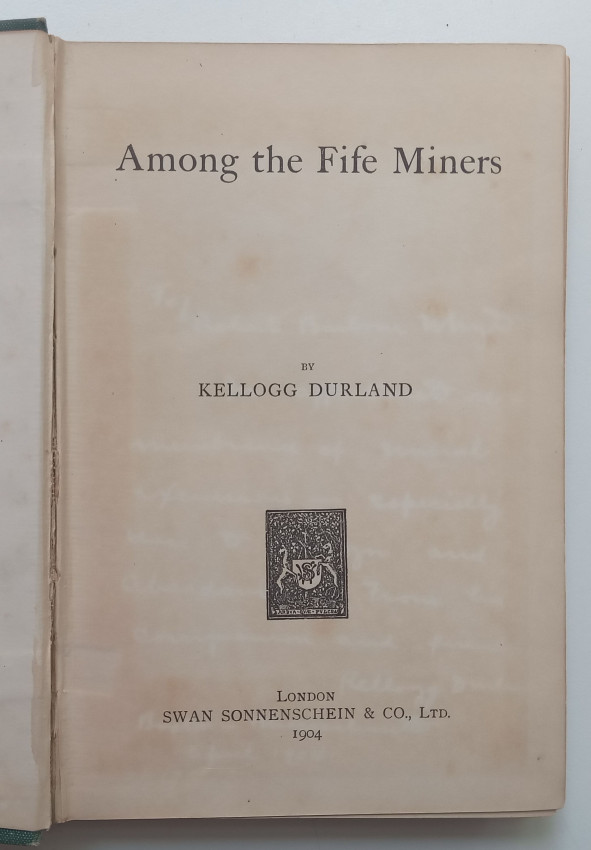 Among the Fife Miners
BY
KELLOGG DURLAND
LONDON
SWAN SONNENSCHEIN & CO., LTD.
1904